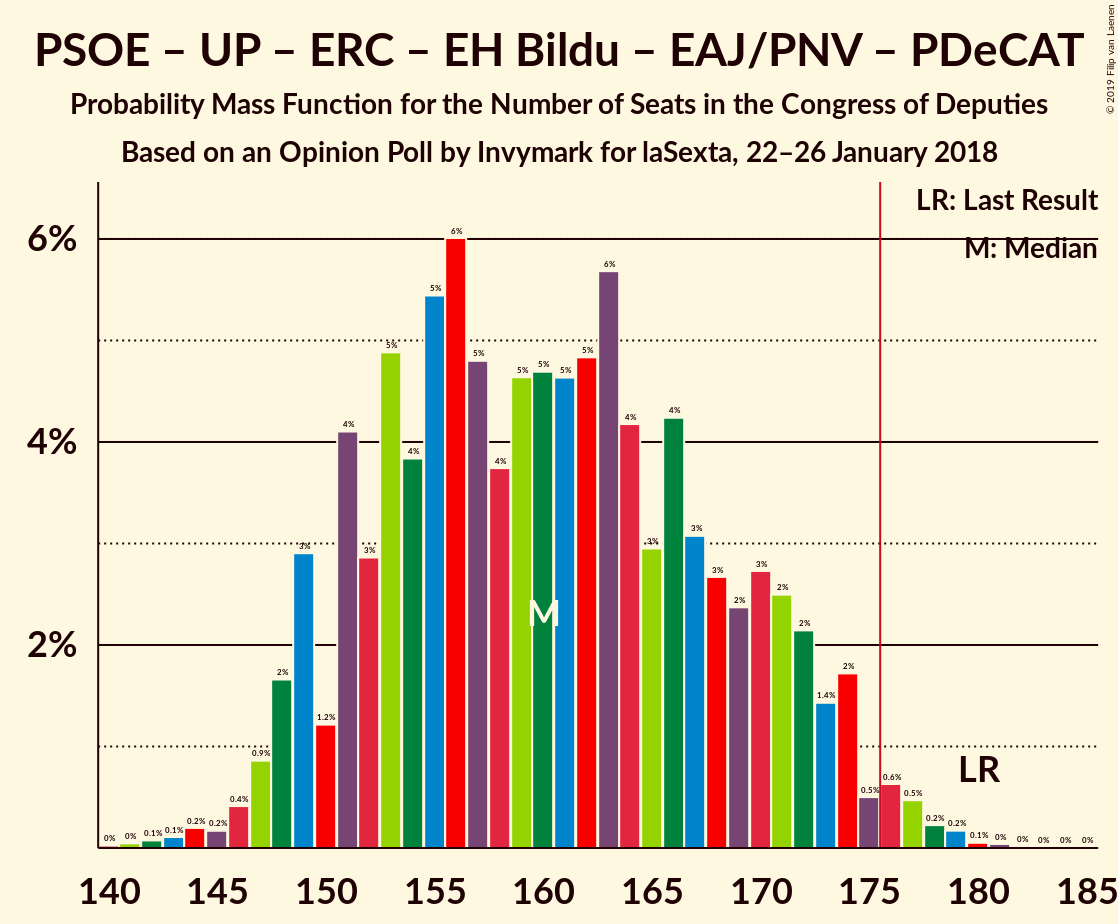 PSOE – UP – ERC – EH Bildu – EAJ/PNV – PDeCAT
Probability Mass Function for the Number of Seats in the Congress of Deputies
Based on an Opinion Poll by Invymark for laSexta, 22–26 January 2018
© 2019 Filip van Laenen
LR: Last Result
M: Median
6%
4%
2%
0% 0% 0.1% 0.1% 0.2% 0.2% 0.4% 0.9% 2% 3% 1.2% 4% 3% 5% 4% 5% 6% 5% 4% 5% 5% 5% 5% 6% 4% 3% 4% 3% 3% 2% 3% 2% 2% 1.4% 2% 0.5% 0.6% 0.5% 0.2% 0.2% 0.1% 0% 0% 0% 0% 0%
M
LR
140 145 150 155 160 165 170 175 180 185